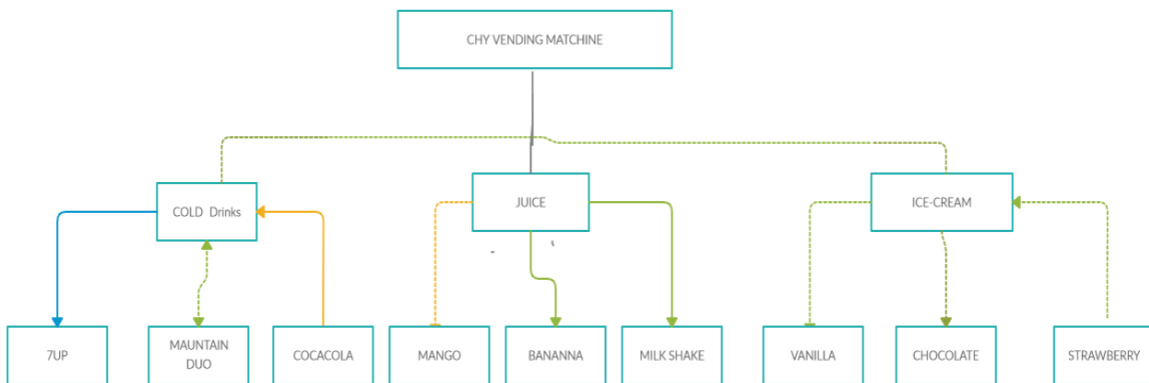 CHY VENDING MATCHINE
COLD Drinks
JUICE
ICE-CREAM
7UP
MAUNTAIN
DUO
COCACOLA
MANGO
BANANNA
MILK SHAKE
VANILLA
CHOCOLATE
STRAWBERRY